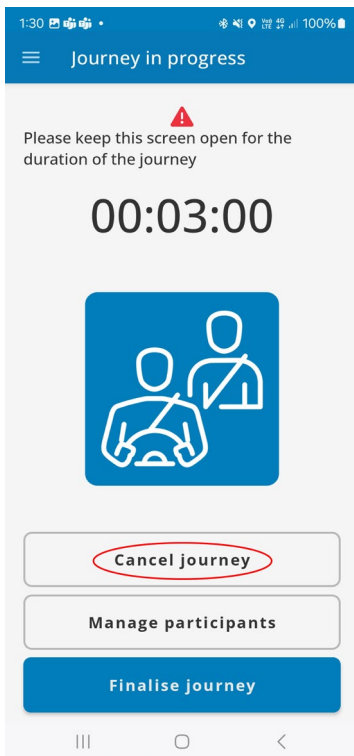 1:30 100%
Journey in progress
Please keep this screen open for the
duration of the journey
00:03:00
Cancel journey
Manage participants
Finalise journey